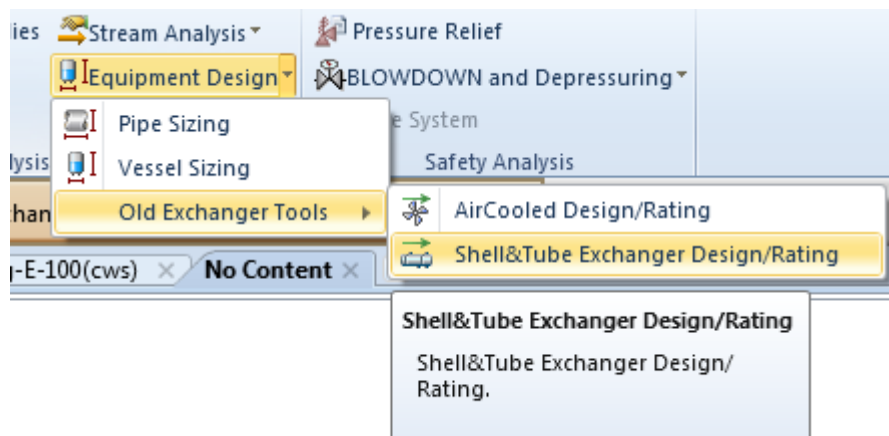 ies Stream Analysis Pressure Relief
Equipment Design BLOWDOWN and Depressuring
Pipe Sizing e System
lysis Vessel Sizing Safety Analysis
han Old Exchanger Tools AirCooled Design/Rating
Shell&Tube Exchanger Design/Rating
-E-100(cws) No Content
Shell&Tube Exchanger Design/Rating
Shell&Tube Exchanger Design/
Rating.